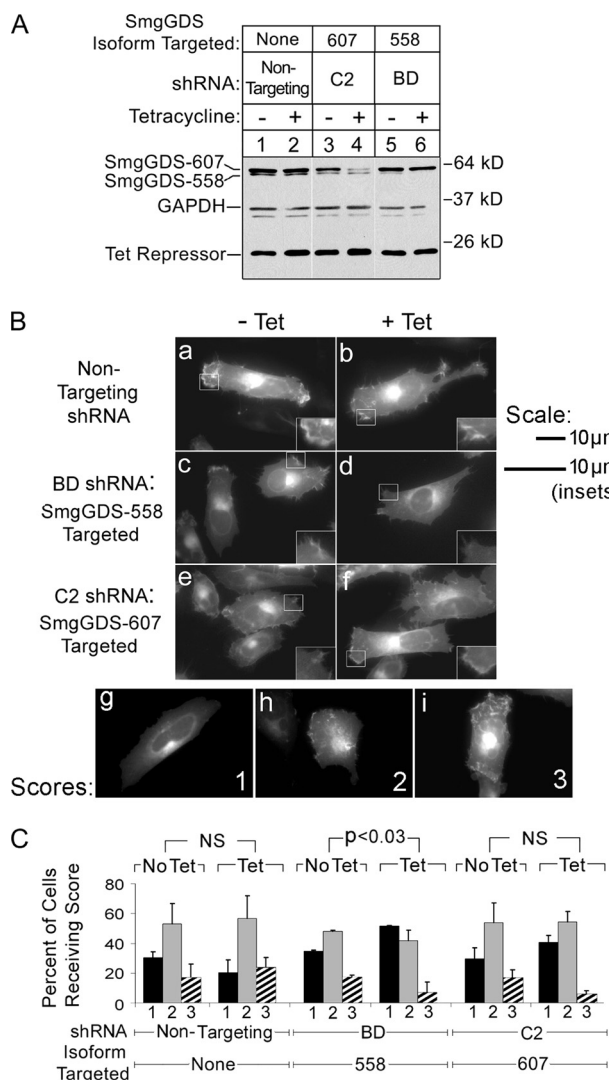 A
SmgGDS
Isoform Targeted: None 607 558
shRNA: Non-Targeting C2 BD
Tetracycline: - + - + - +
1 2 3 4 5 6
SmgGDS-607
SmgGDS-558
GAPDH
Tet Repressor
–64 kD
–37 kD
–26 kD
B
- Tet + Tet
Non-
Targeting
shRNA
a b
BD shRNA:
SmgGDS-558
Targeted
c d
C2 shRNA:
SmgGDS-607
Targeted
e f
Scale:
10µm
10µm
(insets
Scores:
g 1 h 2 i 3
C
NS p<0.03 NS
No Tet Tet No Tet Tet No Tet Tet
Percent of Cells
Receiving Score
80
60
40
20
0
1 2 3 1 2 3 1 2 3 1 2 3 1 2 3 1 2 3
shRNA Non-Targeting BD C2
Isoform
Targeted None 558 607